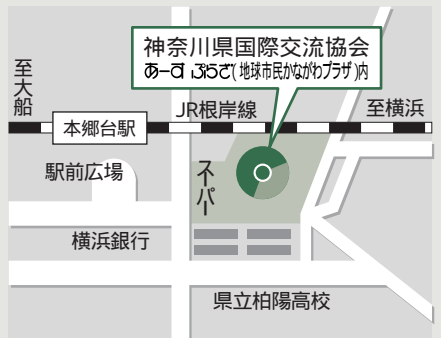 神奈川県国際交流協会
あーすぷらざ(地球市民かながわプラザ)内
至大船
JR根岸線
至横浜
本郷台駅
駅前広場
スーパー
横浜銀行
県立柏陽高校